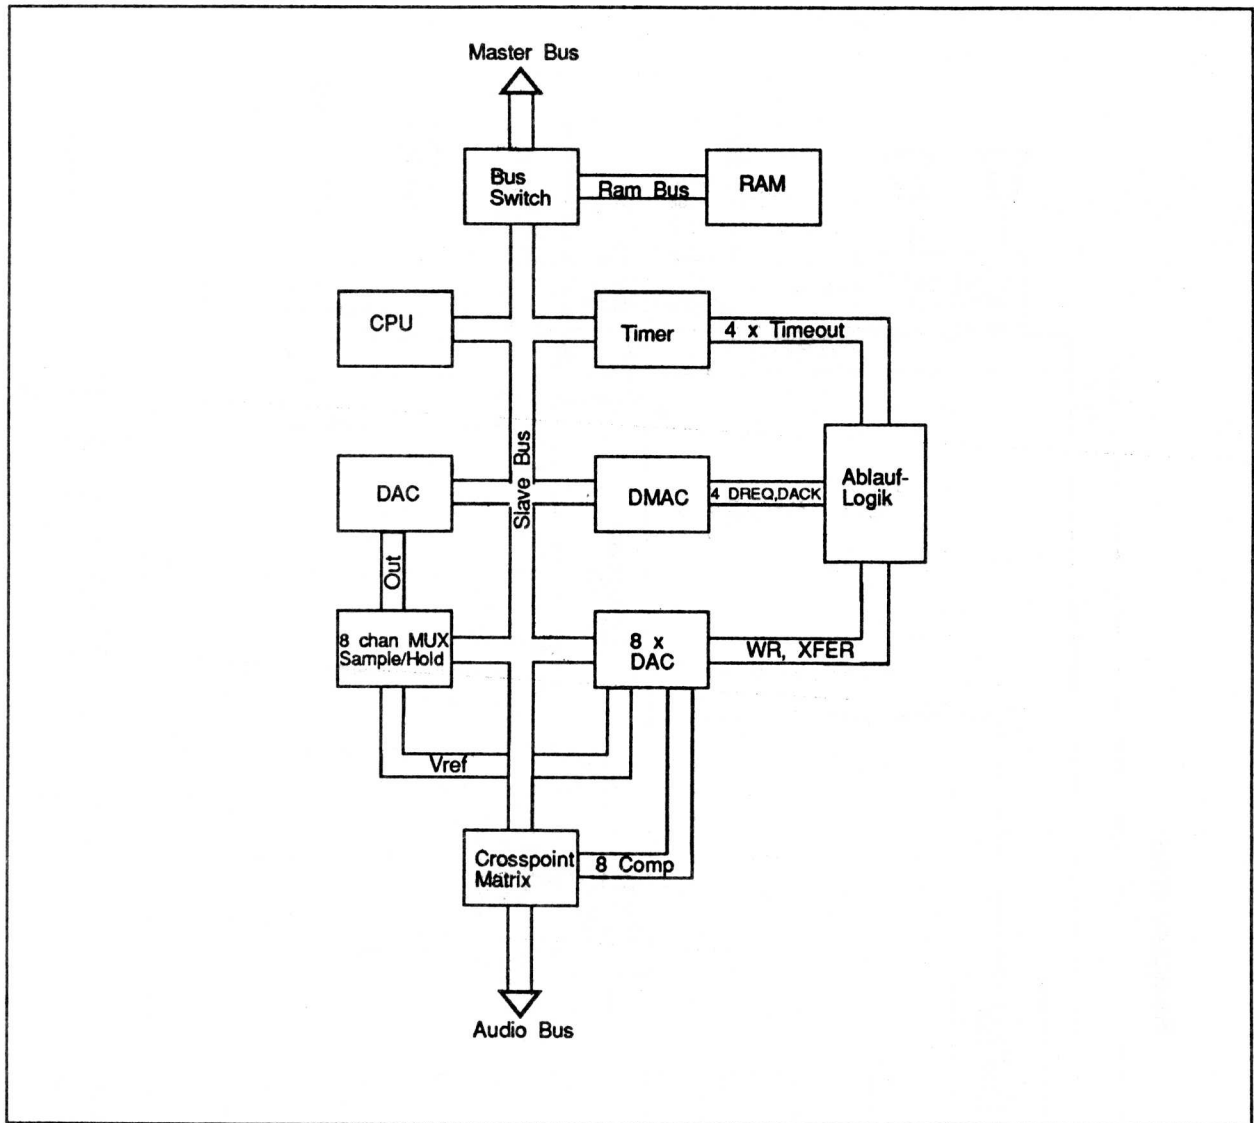 Master Bus
Bus
Switch
Ram Bus
RAM
CPU
Timer
4 x Timeout
Slave Bus
DAC
DMAC
4 DREQ,DACK
Ablauf-
Logik
Out
8 chan MUX
Sample/Hold
8 x
DAC
WR, XFER
Vref
Crosspoint
Matrix
8 Comp
Audio Bus